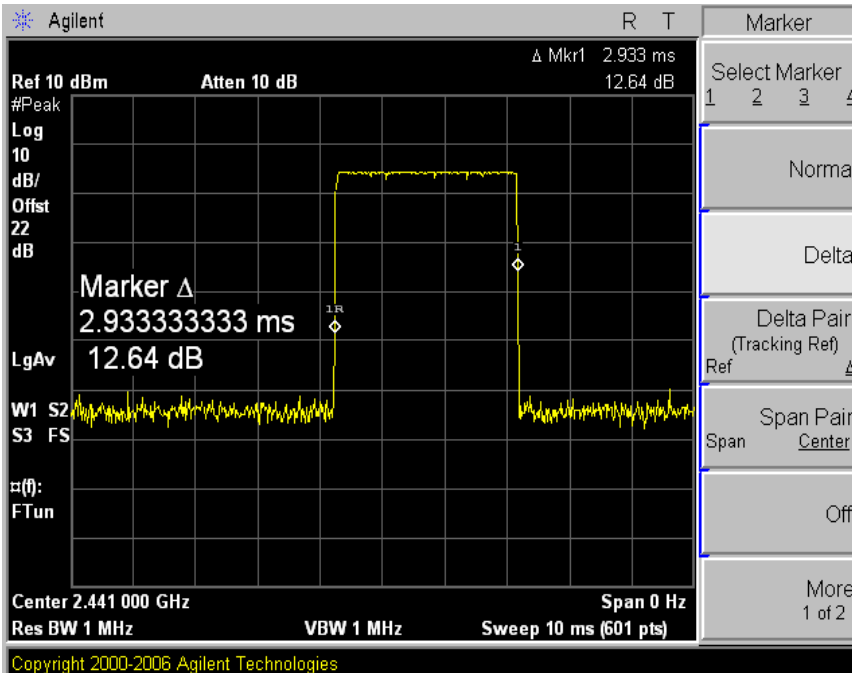 Agilent R T Marker
Δ Mkr1 2.933 ms
Ref 10 dBm Atten 10 dB 12.64 dB
#Peak
Log
10
dB/
Offst
22
dB
1
1R
Marker Δ
2.933333333 ms
12.64 dB
LgAv
W1 S2
S3 FS
¤(f):
FTun
Center 2.441 000 GHz Span 0 Hz
Res BW 1 MHz VBW 1 MHz Sweep 10 ms (601 pts)
Copyright 2000-2006 Agilent Technologies
Select Marker
1 2 3 4
Norma
Delta
Delta Pair
(Tracking Ref)
Ref Δ
Span Pair
Span Center
Off
More
1 of 2